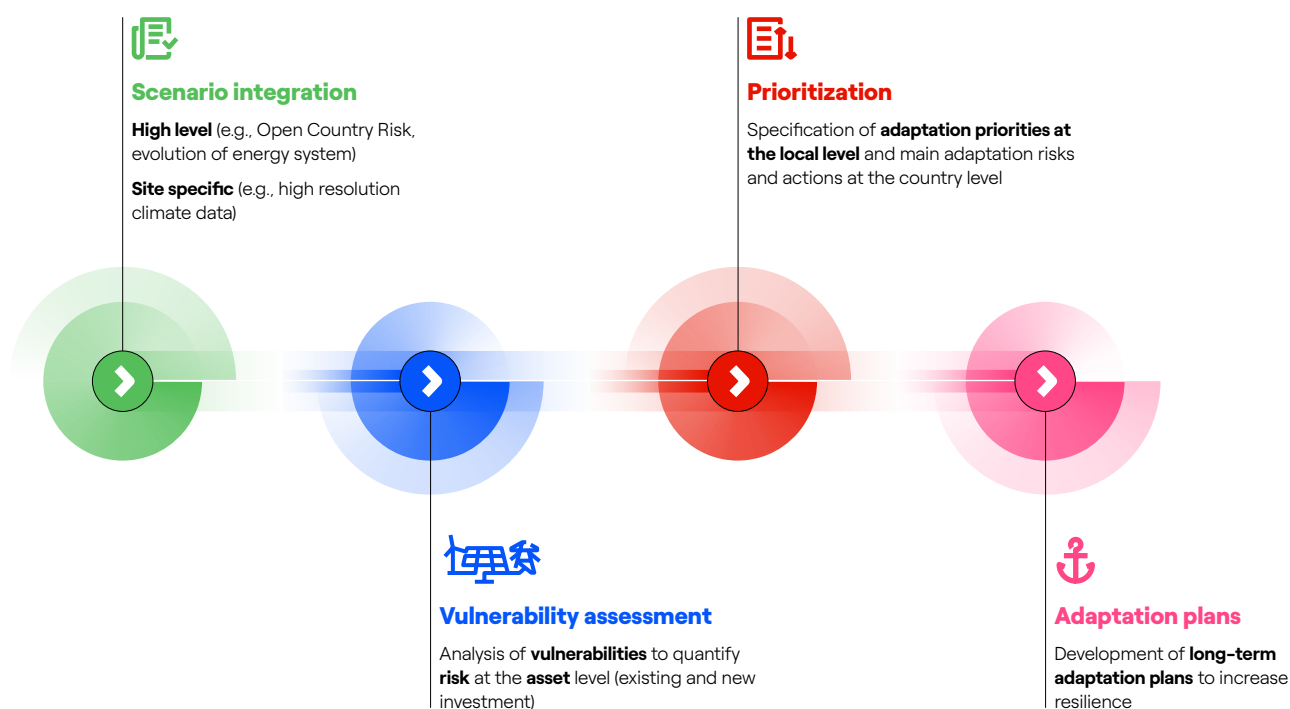 Scenario integration
High level (e.g., Open Country Risk,
evolution of energy system)
Site specific (e.g., high resolution
climate data)
Prioritization
Specification of adaptation priorities at
the local level and main adaptation risks
and actions at the country level
Vulnerability assessment
Analysis of vulnerabilities to quantify
risk at the asset level (existing and new
investment)
Adaptation plans
Development of long-term
adaptation plans to increase
resilience